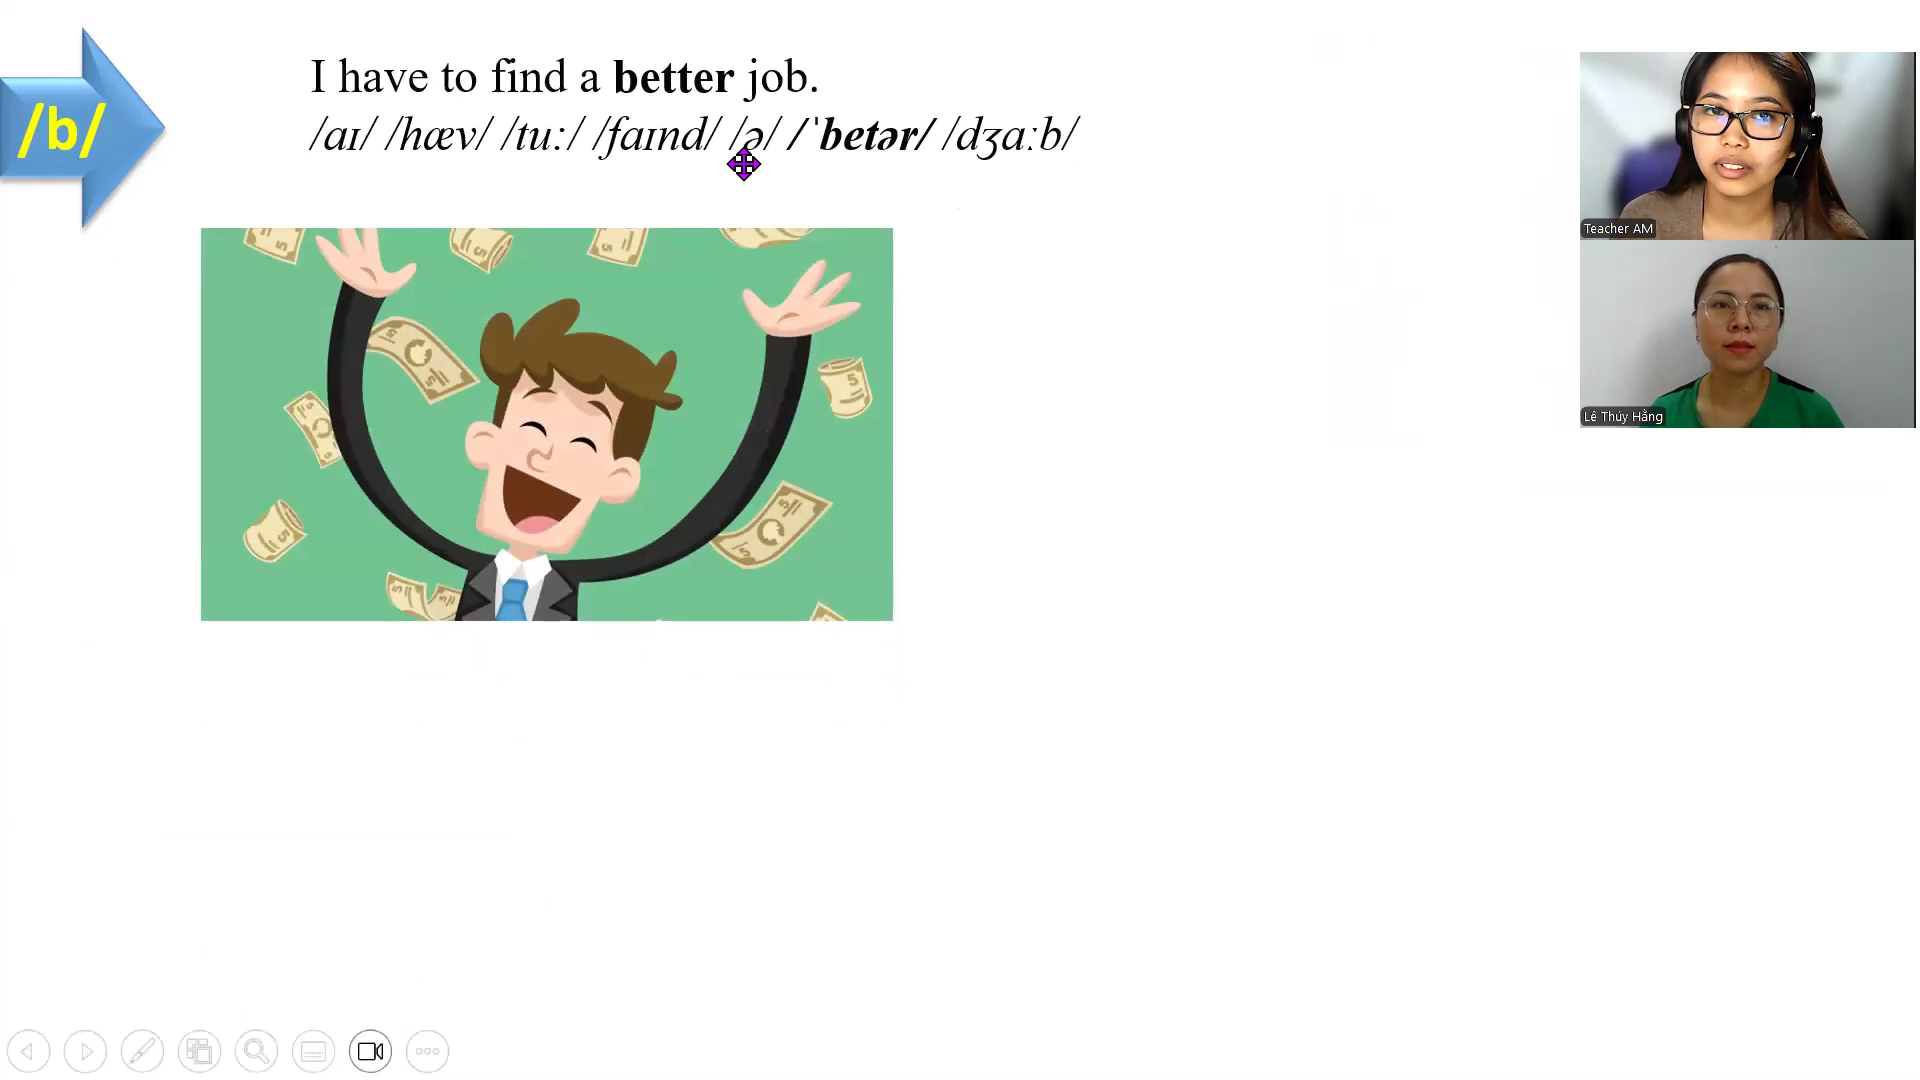 /b/
I have to find a better job.
/aɪ/ /hæv/ /tuː/ /faɪnd/ /ə/ /ˈbetər/ /dʒɑːb/
Teacher AM
Lê Thúy Hằng